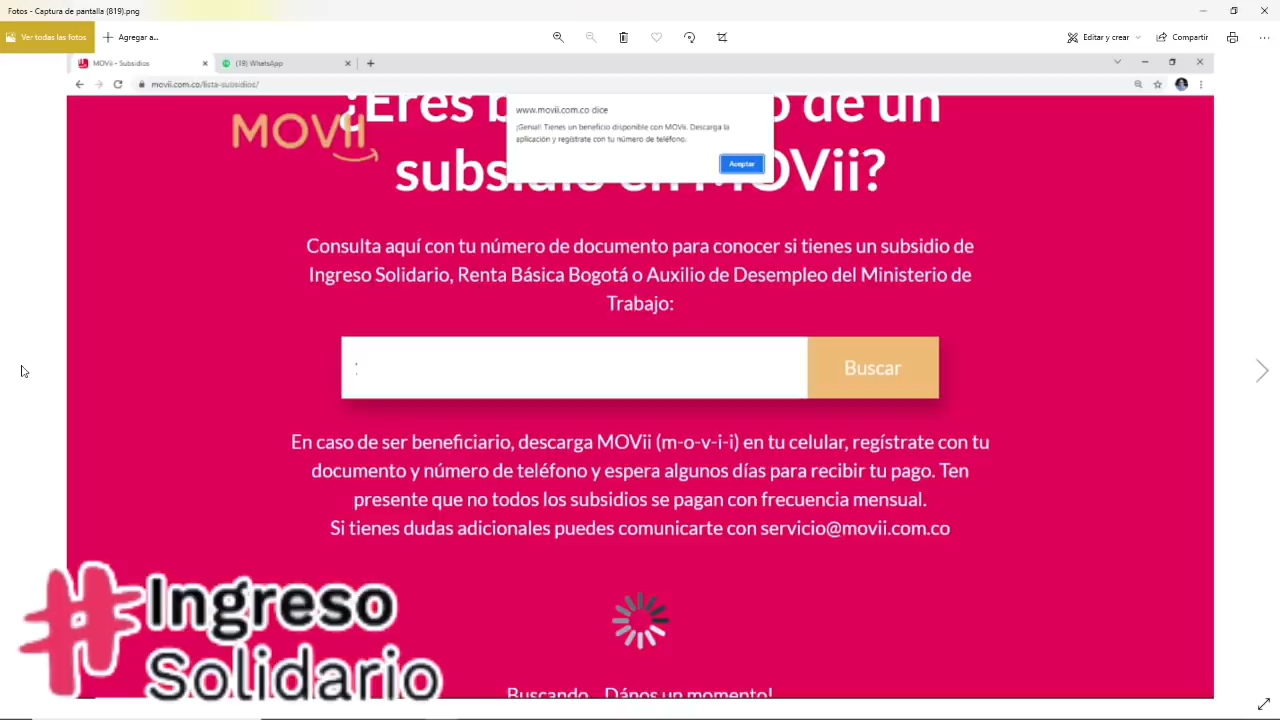 Fotos - Captura de pantalla (819).png
Ver todas las fotos
Agregar a...
Editar y crear
Compartir
MOVii - Subsidios
(19) WhatsApp
movii.com.co/lista-subsidios/
MOVii
¿Eres b o de un
subsidio en MOVii?
www.movii.com.co dice
¡Genial! Tienes un beneficio disponible con MOVii. Descarga la
aplicación y regístrate con tu número de teléfono.
Aceptar
Consulta aquí con tu número de documento para conocer si tienes un subsidio de
Ingreso Solidario, Renta Básica Bogotá o Auxilio de Desempleo del Ministerio de
Trabajo:
Buscar
En caso de ser beneficiario, descarga MOVii (m-o-v-i-i) en tu celular, regístrate con tu
documento y número de teléfono y espera algunos días para recibir tu pago. Ten
presente que no todos los subsidios se pagan con frecuencia mensual.
Si tienes dudas adicionales puedes comunicarte con servicio@movii.com.co
#Ingreso
Solidario
Buscando... Dános un momento!